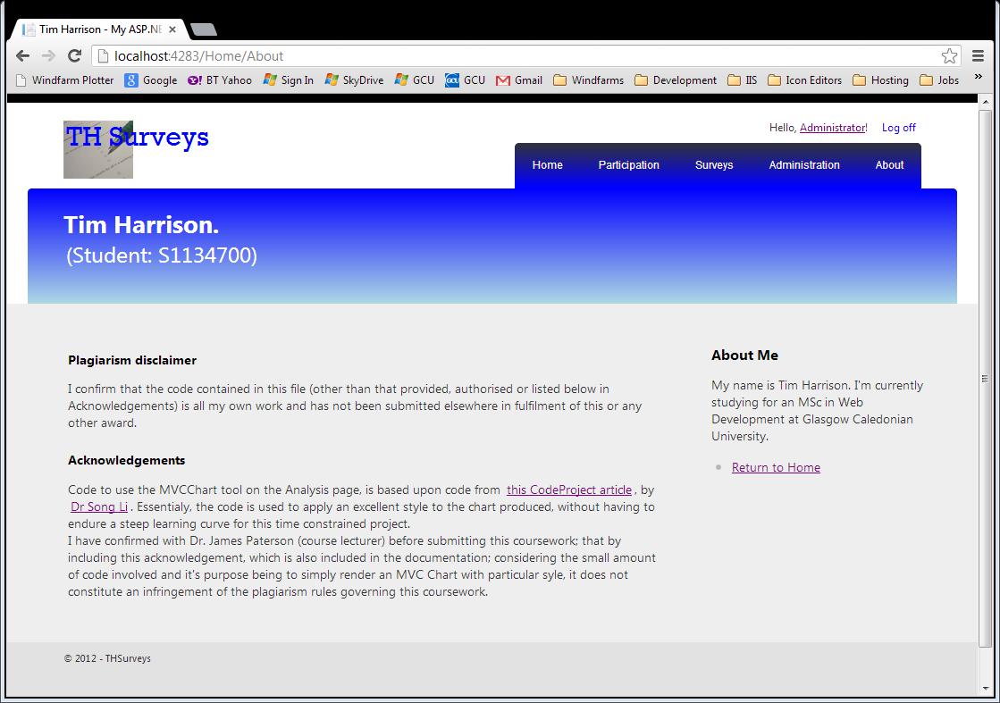 Tim Harrison - My ASP.NE
localhost:4283/Home/About
Windfarm Plotter Google BT Yahoo Sign In SkyDrive GCU GCU Gmail Windfarms Development IIS Icon Editors Hosting Jobs »
TH Surveys
Hello, Administrator! Log off
Home Participation Surveys Administration About
Tim Harrison.
(Student: S1134700)
Plagiarism disclaimer
I confirm that the code contained in this file (other than that provided, authorised or listed below in
Acknowledgements) is all my own work and has not been submitted elsewhere in fulfilment of this or any
other award.
Acknowledgements
Code to use the MVCChart tool on the Analysis page, is based upon code from this CodeProject article , by
Dr Song Li . Essentialy, the code is used to apply an excellent style to the chart produced, without having to
endure a steep learning curve for this time constrained project.
I have confirmed with Dr. James Paterson (course lecturer) before submitting this coursework; that by
including this acknowledgement, which is also included in the documentation; considering the small amount
of code involved and it's purpose being to simply render an MVC Chart with particular syle, it does not
constitute an infringement of the plagiarism rules governing this coursework.
About Me
My name is Tim Harrison. I'm currently
studying for an MSc in Web
Development at Glasgow Caledonian
University.
Return to Home
© 2012 - THSurveys